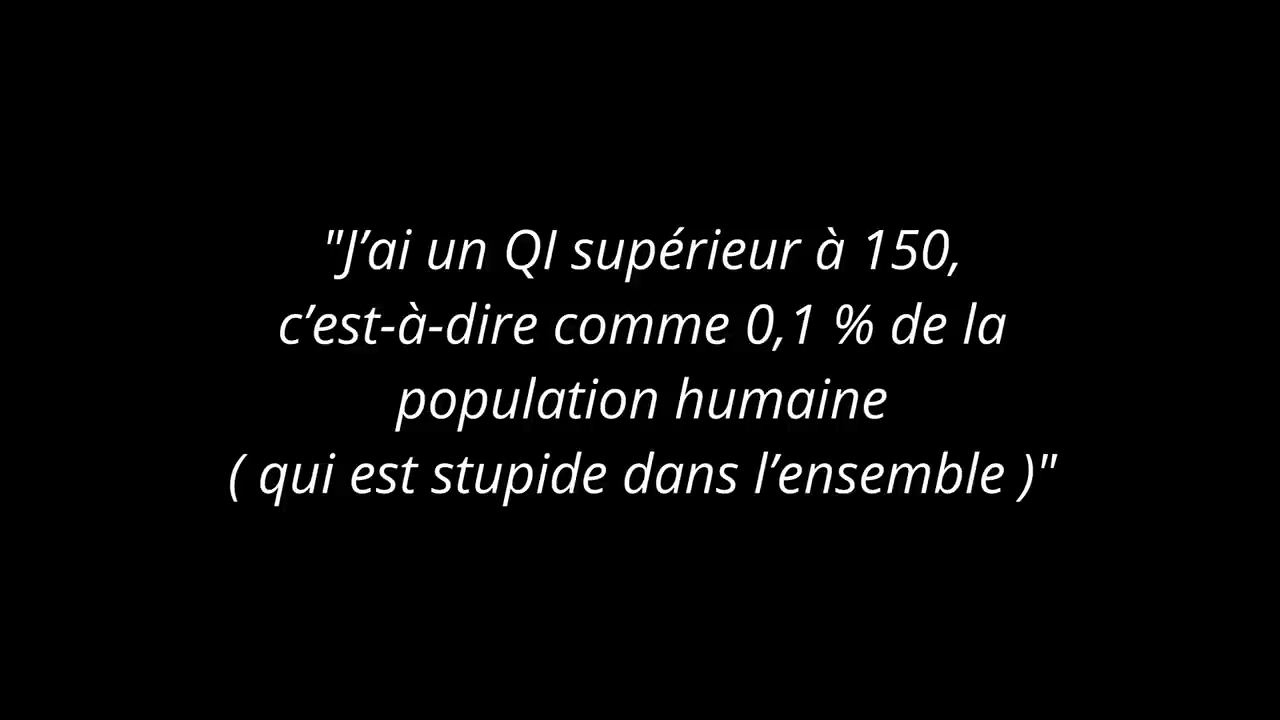 "J’ai un QI supérieur à 150,
c’est-à-dire comme 0,1 % de la
population humaine
( qui est stupide dans l’ensemble )"